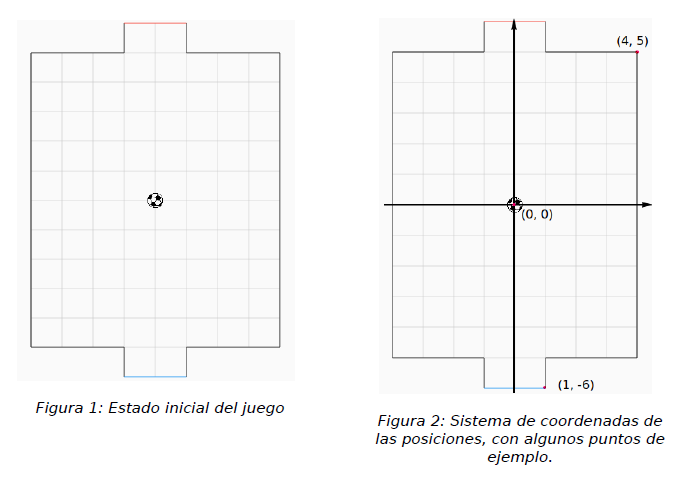 (4, 5)
(0, 0)
(1, -6)
Figura 1: Estado inicial del juego
Figura 2: Sistema de coordenadas de
las posiciones, con algunos puntos de
ejemplo.